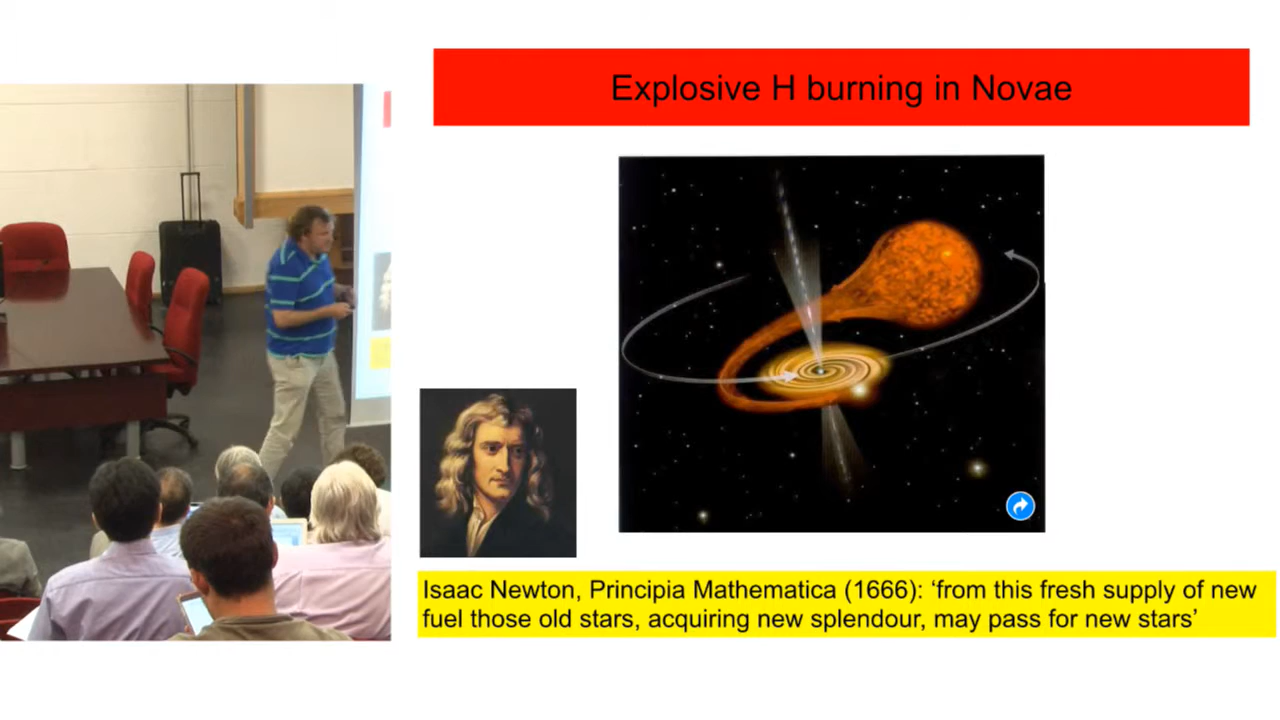 Explosive H burning in Novae
Isaac Newton, Principia Mathematica (1666): ‘from this fresh supply of new
fuel those old stars, acquiring new splendour, may pass for new stars’